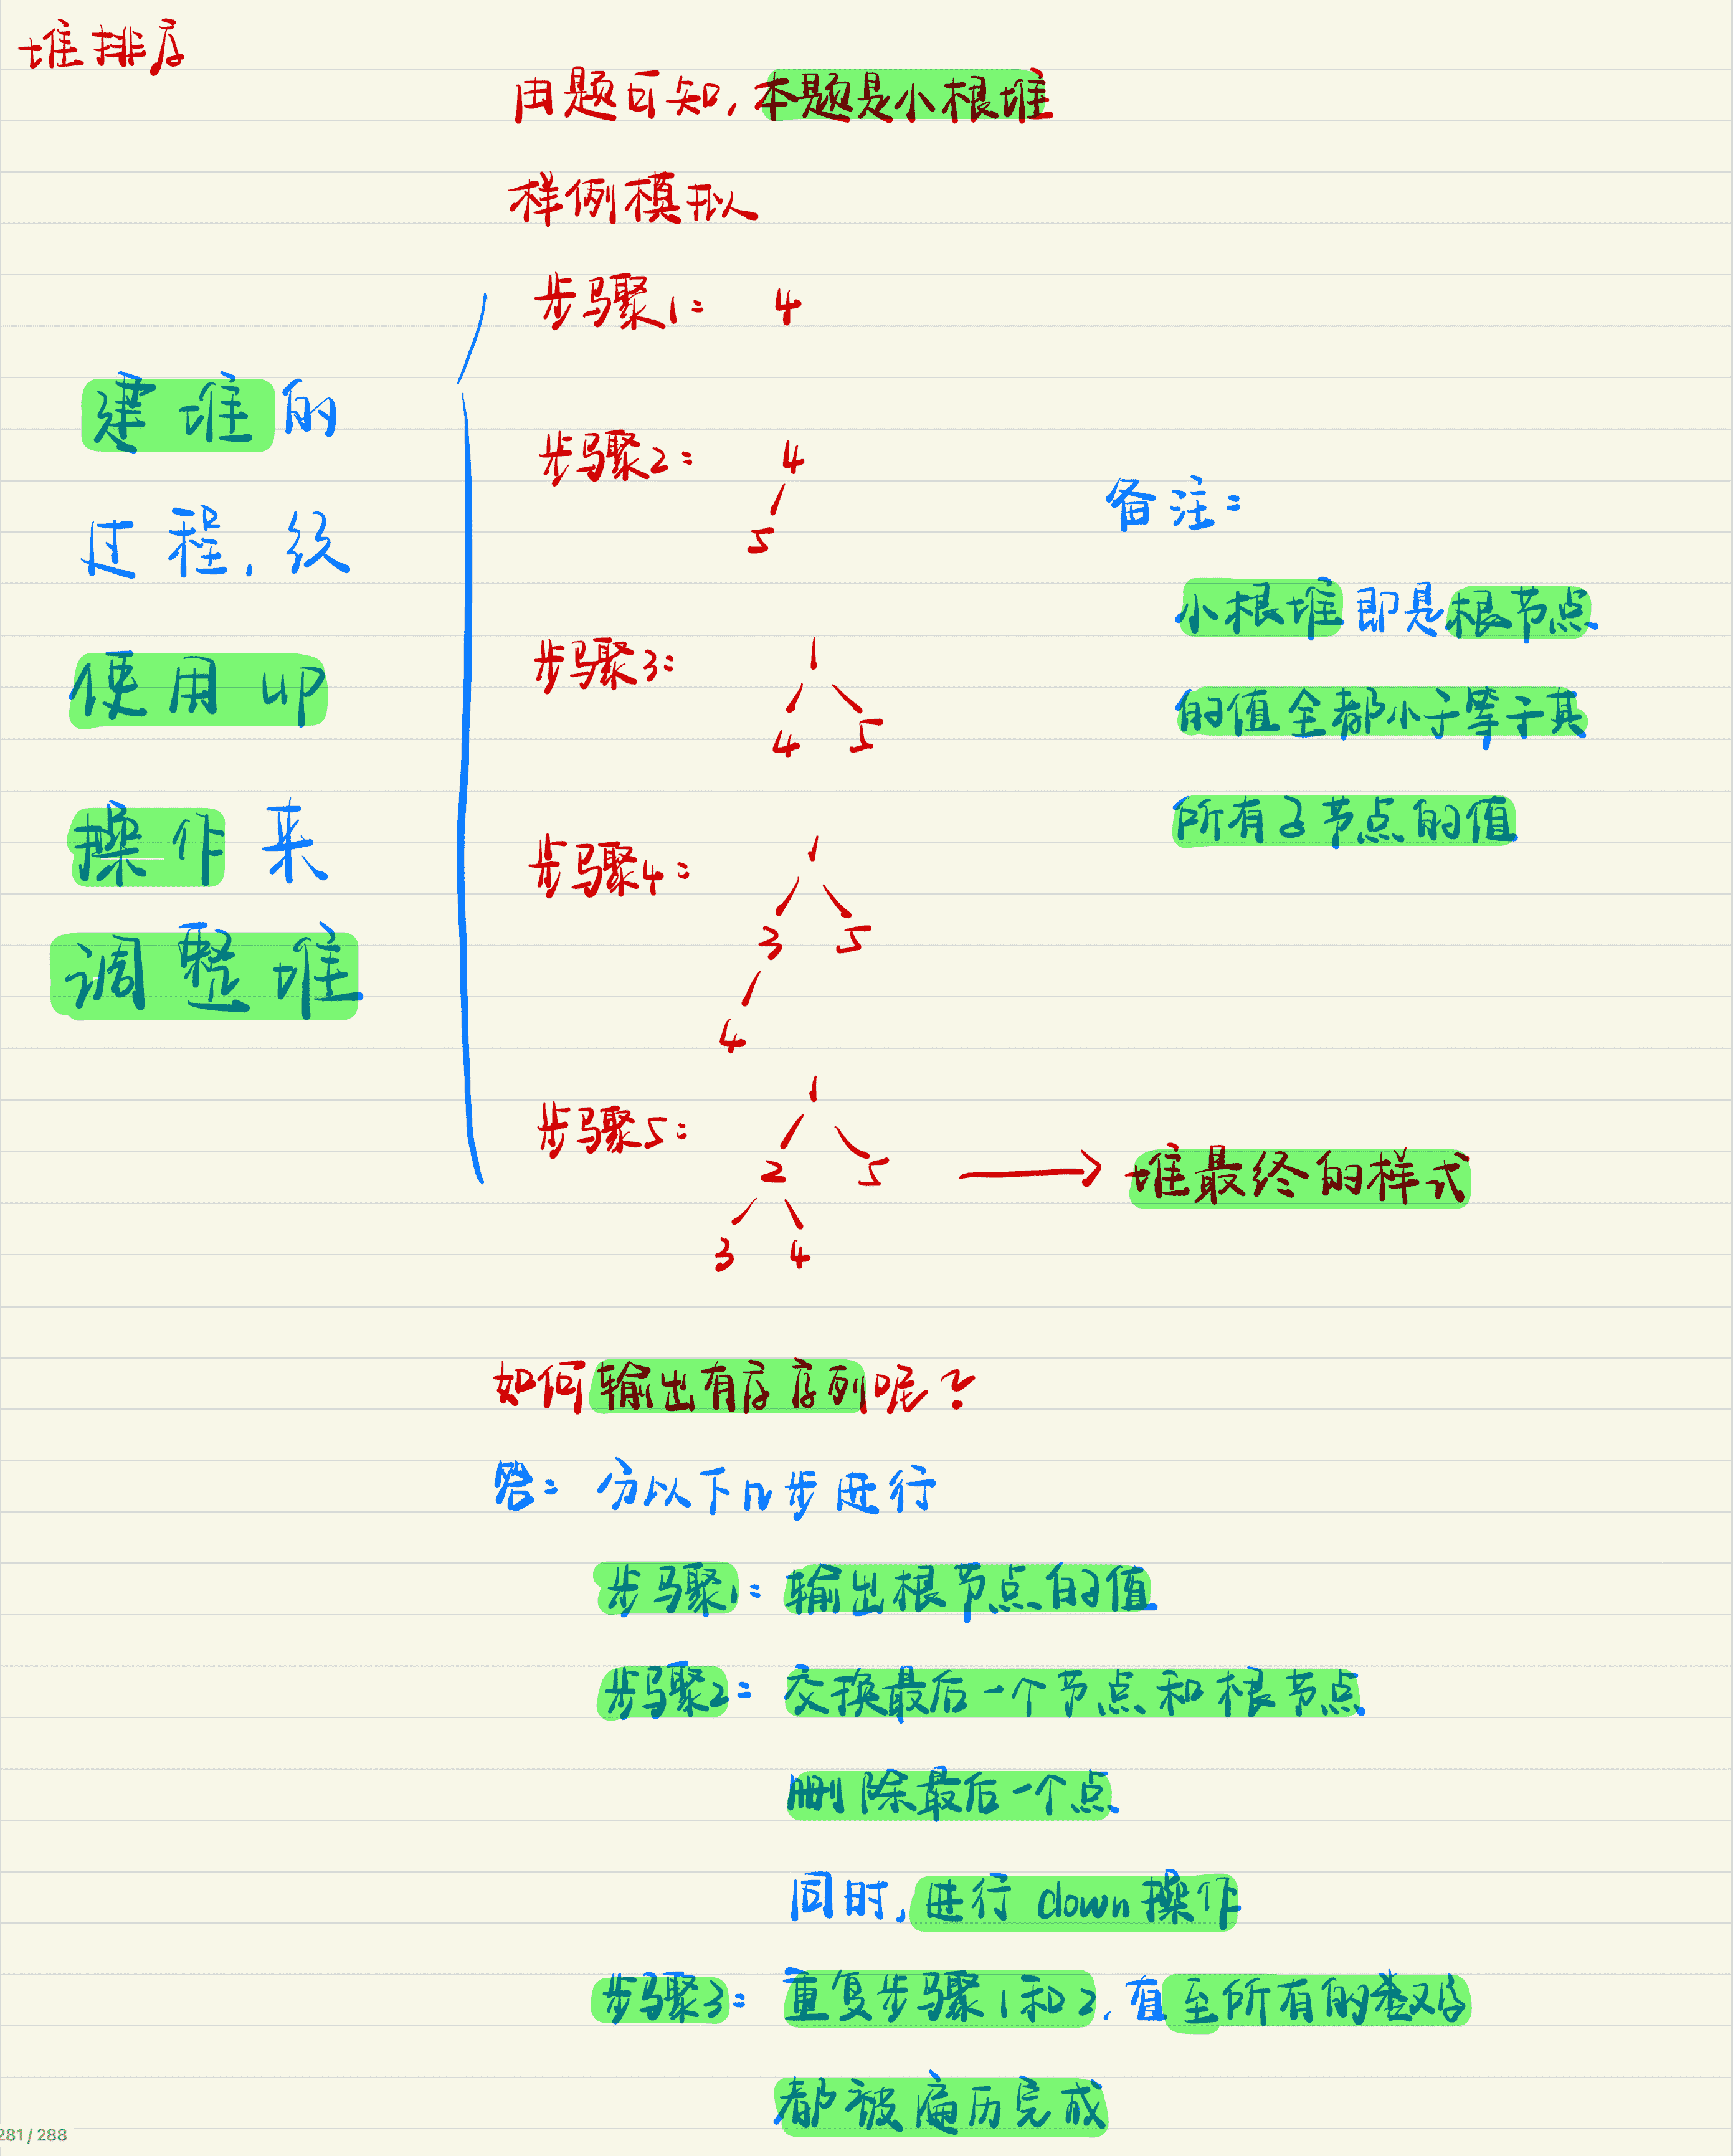 堆排序
由题可知,本题是小根堆
样例模拟
步骤1: 4
步骤2: 4
5
步骤3: 1
4 5
步骤4: 1
3 5
4
步骤5: 1
2 5
3 4
堆最终的样式
建堆的
过程,
使用 up
操作来
调整堆
备注:
小根堆即是根节点
的值全都小于等于其
所有子节点的值
如何输出有序序列呢?
答: 分以下几步进行
步骤1: 输出根节点的值
步骤2: 交换最后一个节点和根节点
删除最后一个点
同时,进行 down 操作
步骤3: 重复步骤1和2,直至所有的数字
都被遍历完成
281 / 288